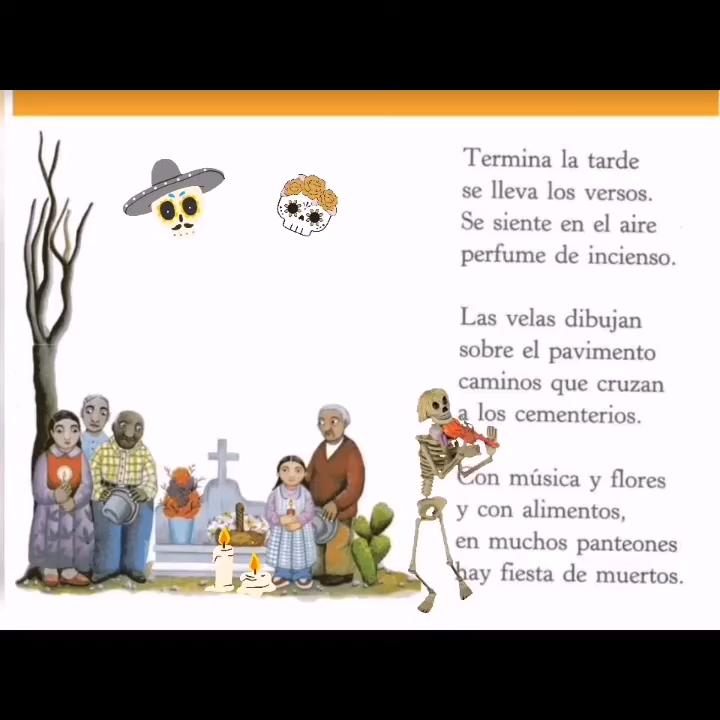 Termina la tarde
se lleva los versos.
Se siente en el aire
perfume de incienso.
Las velas dibujan
sobre el pavimento
caminos que cruzan
a los cementerios.
Con música y flores
y con alimentos,
en muchos panteones
hay fiesta de muertos.